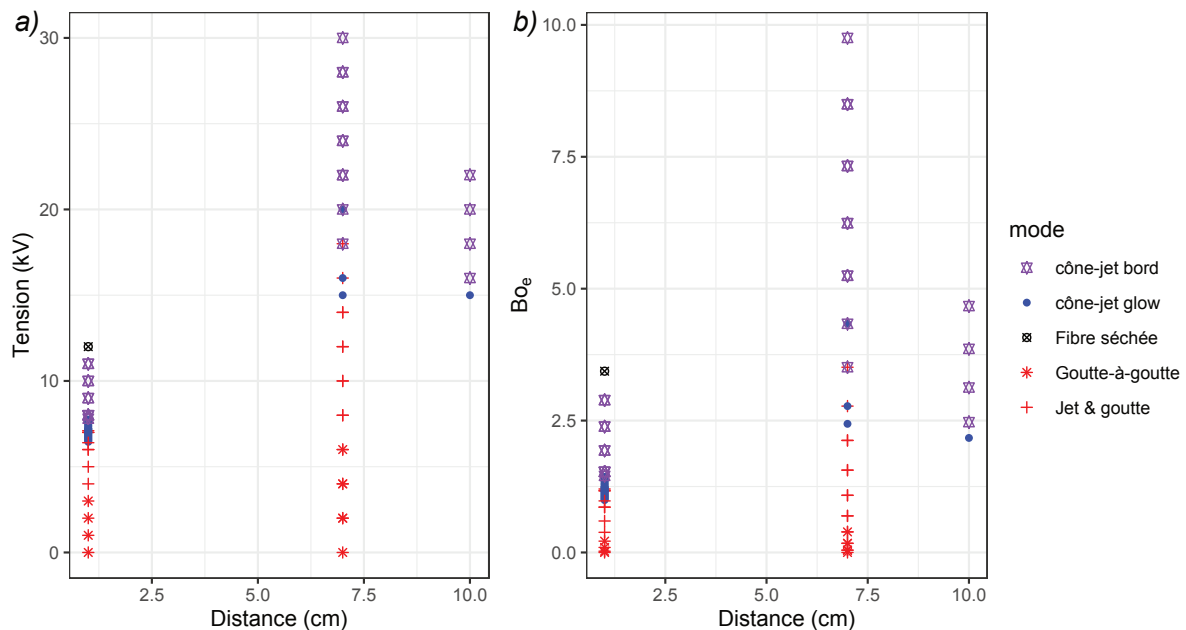 a)
Tension (kV)
30
20
10
0
2.5
5.0
7.5
10.0
Distance (cm)
b)
Bo_e
10.0
7.5
5.0
2.5
0.0
2.5
5.0
7.5
10.0
Distance (cm)
mode
cône-jet bord
cône-jet glow
Fibre séchée
Goutte-à-goutte
Jet & goutte